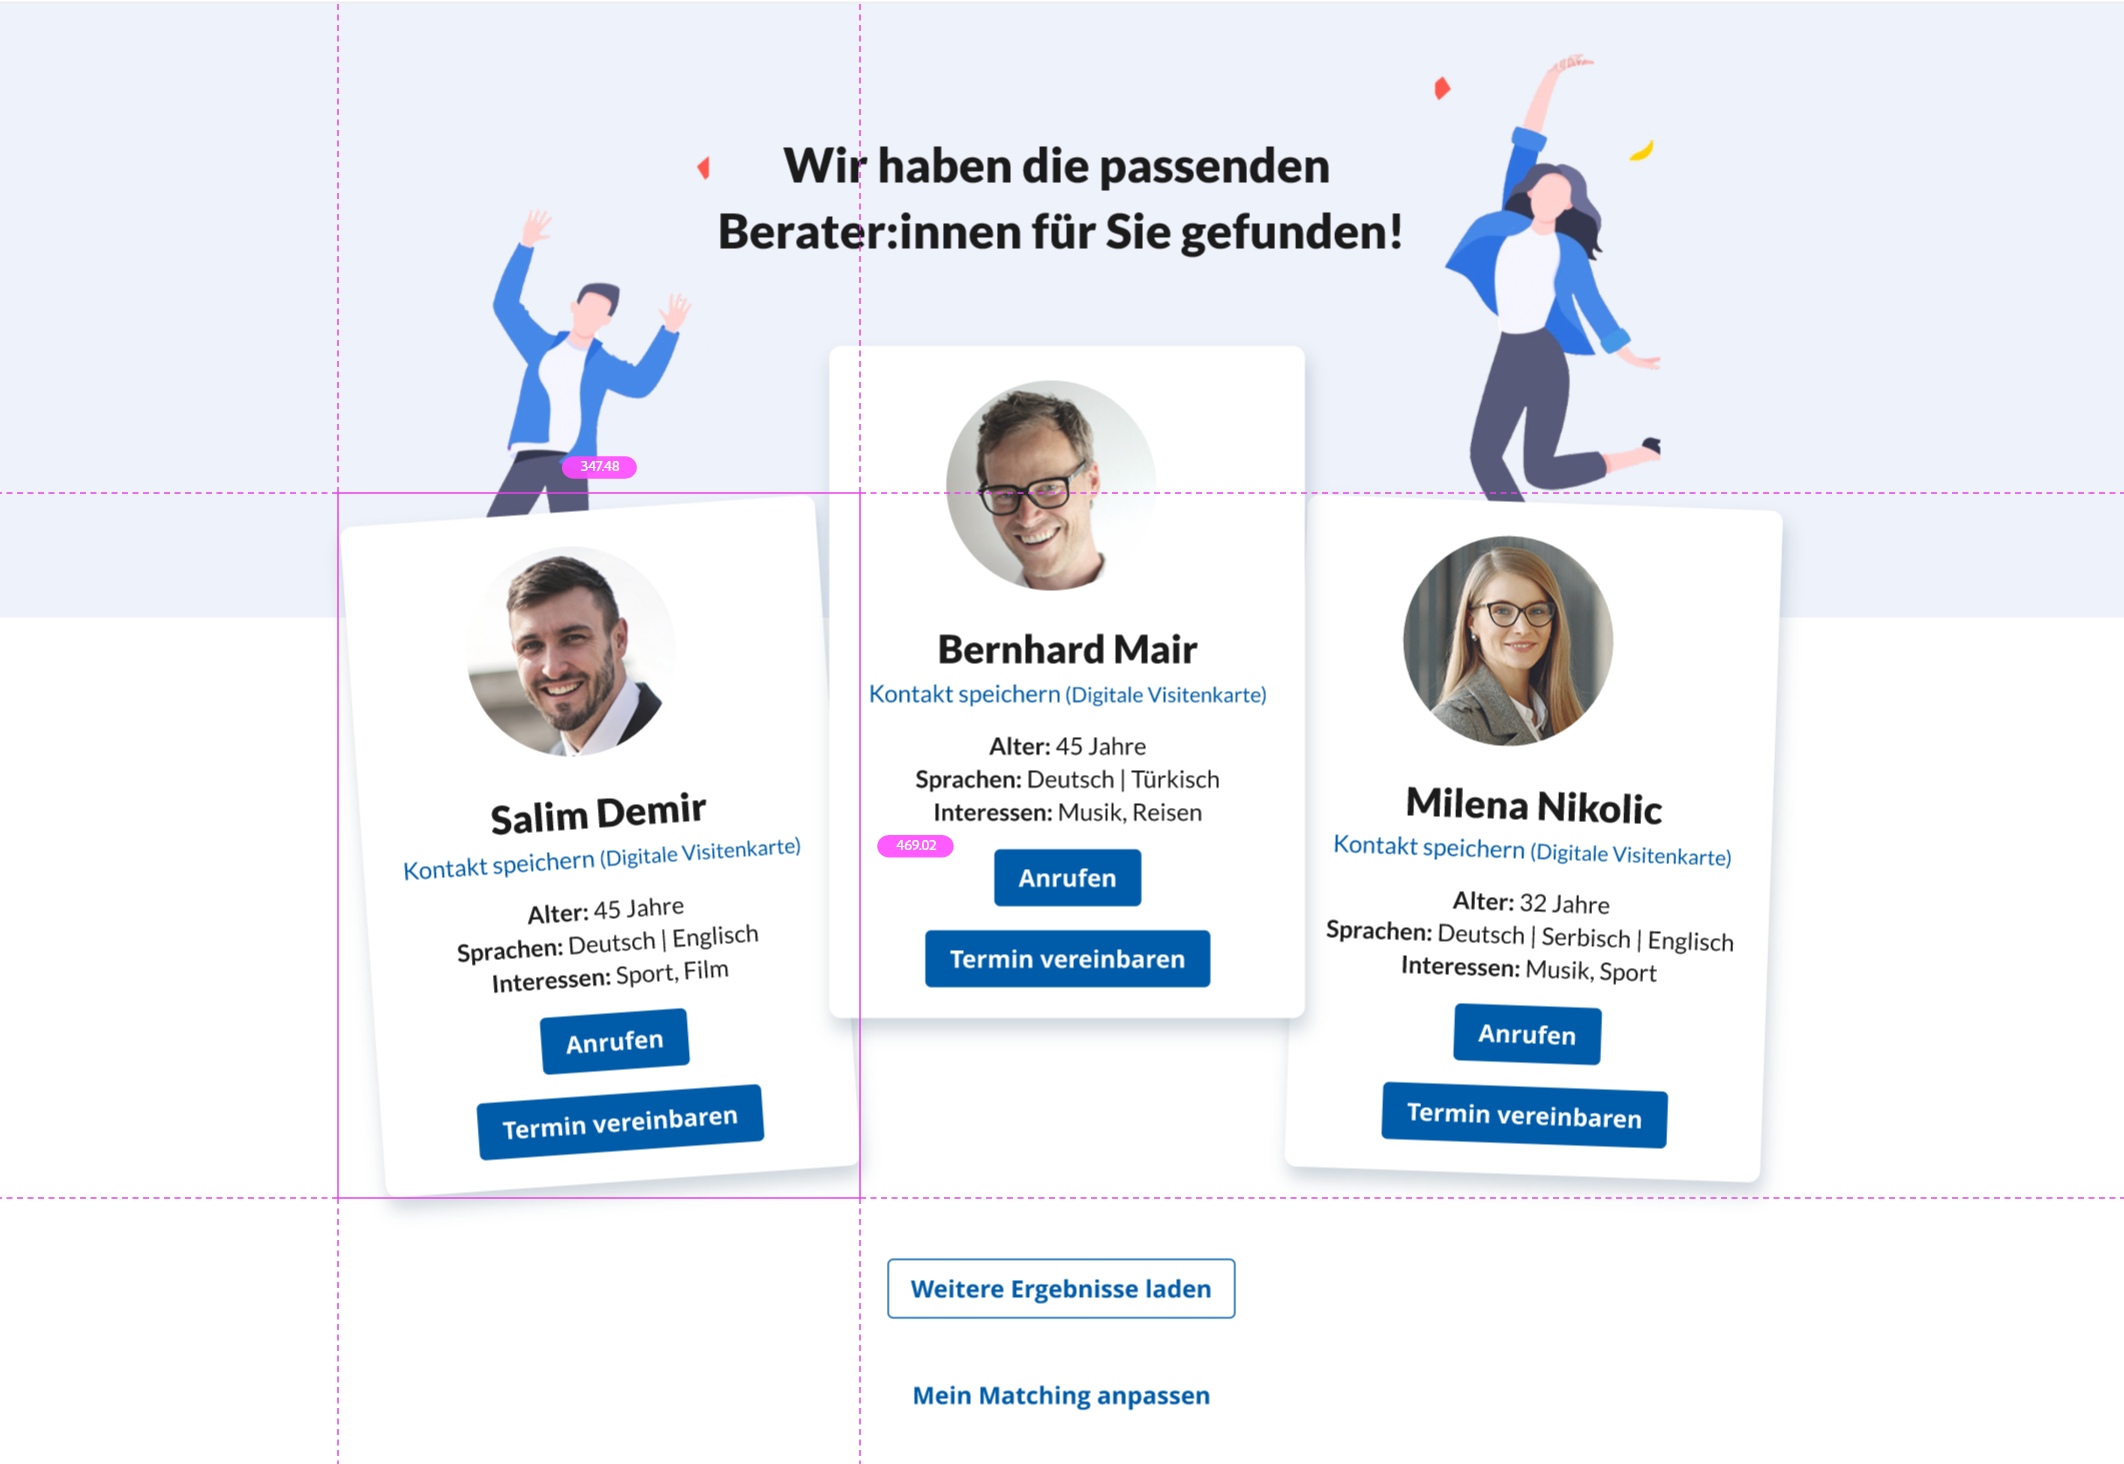 Wir haben die passenden
Berater:innen für Sie gefunden!
347.48
Salim Demir
Kontakt speichern (Digitale Visitenkarte)
Alter: 45 Jahre
Sprachen: Deutsch | Englisch
Interessen: Sport, Film
Anrufen
Termin vereinbaren
Bernhard Mair
Kontakt speichern (Digitale Visitenkarte)
Alter: 45 Jahre
Sprachen: Deutsch | Türkisch
Interessen: Musik, Reisen
469.02
Anrufen
Termin vereinbaren
Milena Nikolic
Kontakt speichern (Digitale Visitenkarte)
Alter: 32 Jahre
Sprachen: Deutsch | Serbisch | Englisch
Interessen: Musik, Sport
Anrufen
Termin vereinbaren
Weitere Ergebnisse laden
Mein Matching anpassen